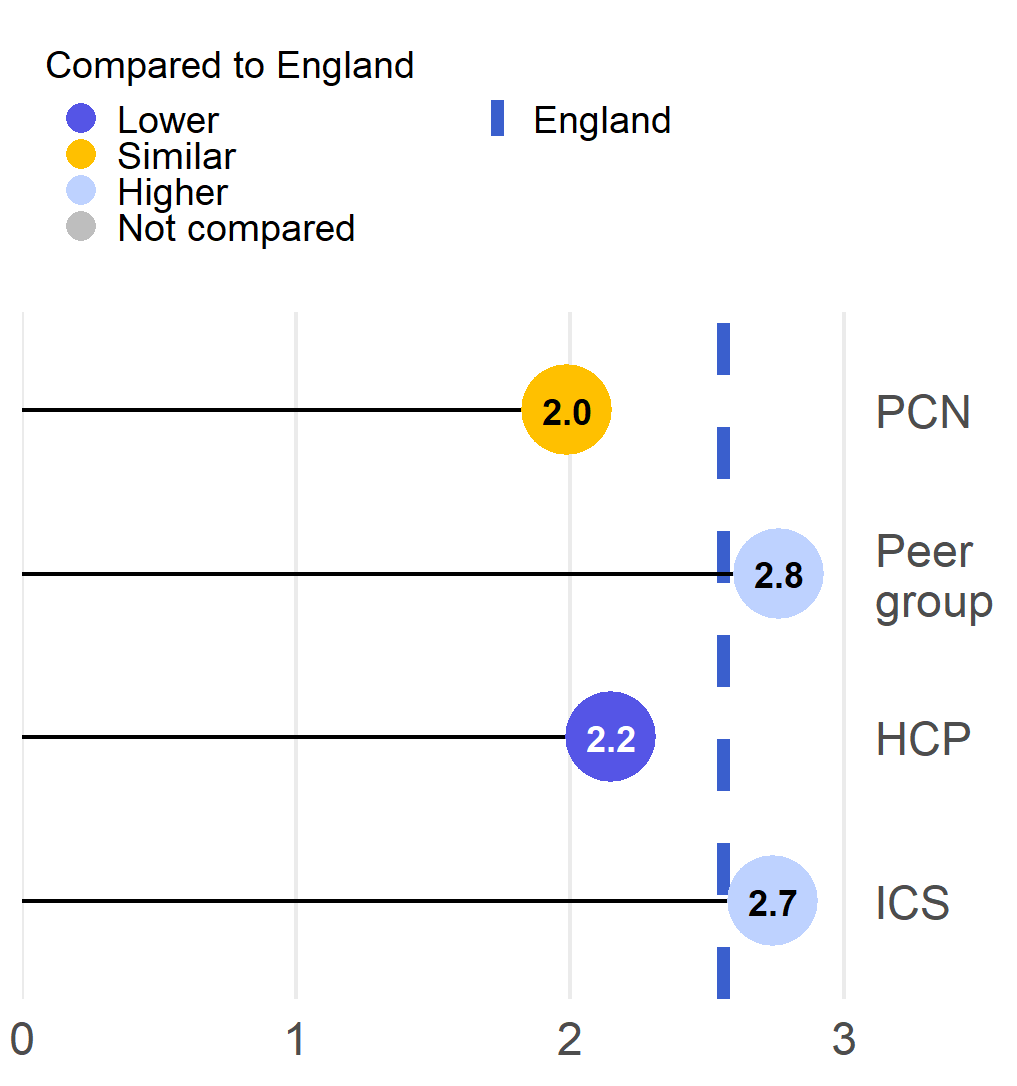 Compared to England
Lower
Similar
Higher
Not compared
England
2.0
PCN
2.8
Peer
group
2.2
HCP
2.7
ICS
0
1
2
3